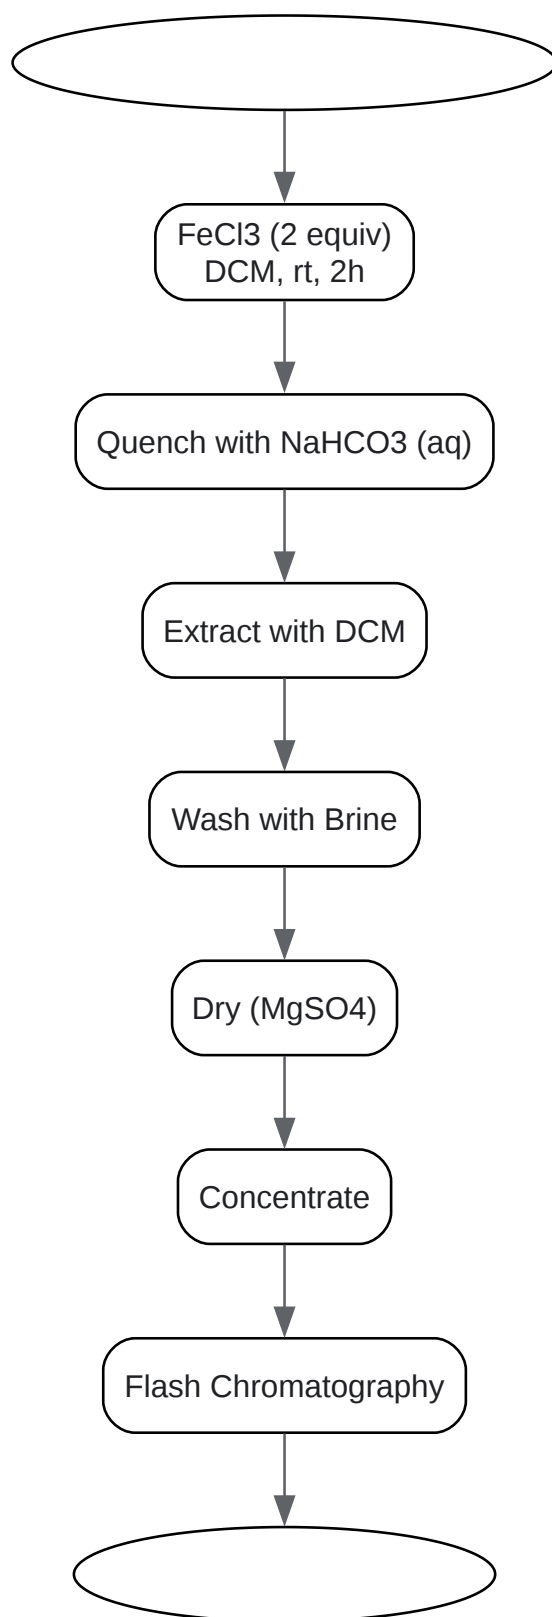 FeCl3 (2 equiv)
DCM, rt, 2h
Quench with NaHCO3 (aq)
Extract with DCM
Wash with Brine
Dry (MgSO4)
Concentrate
Flash Chromatography